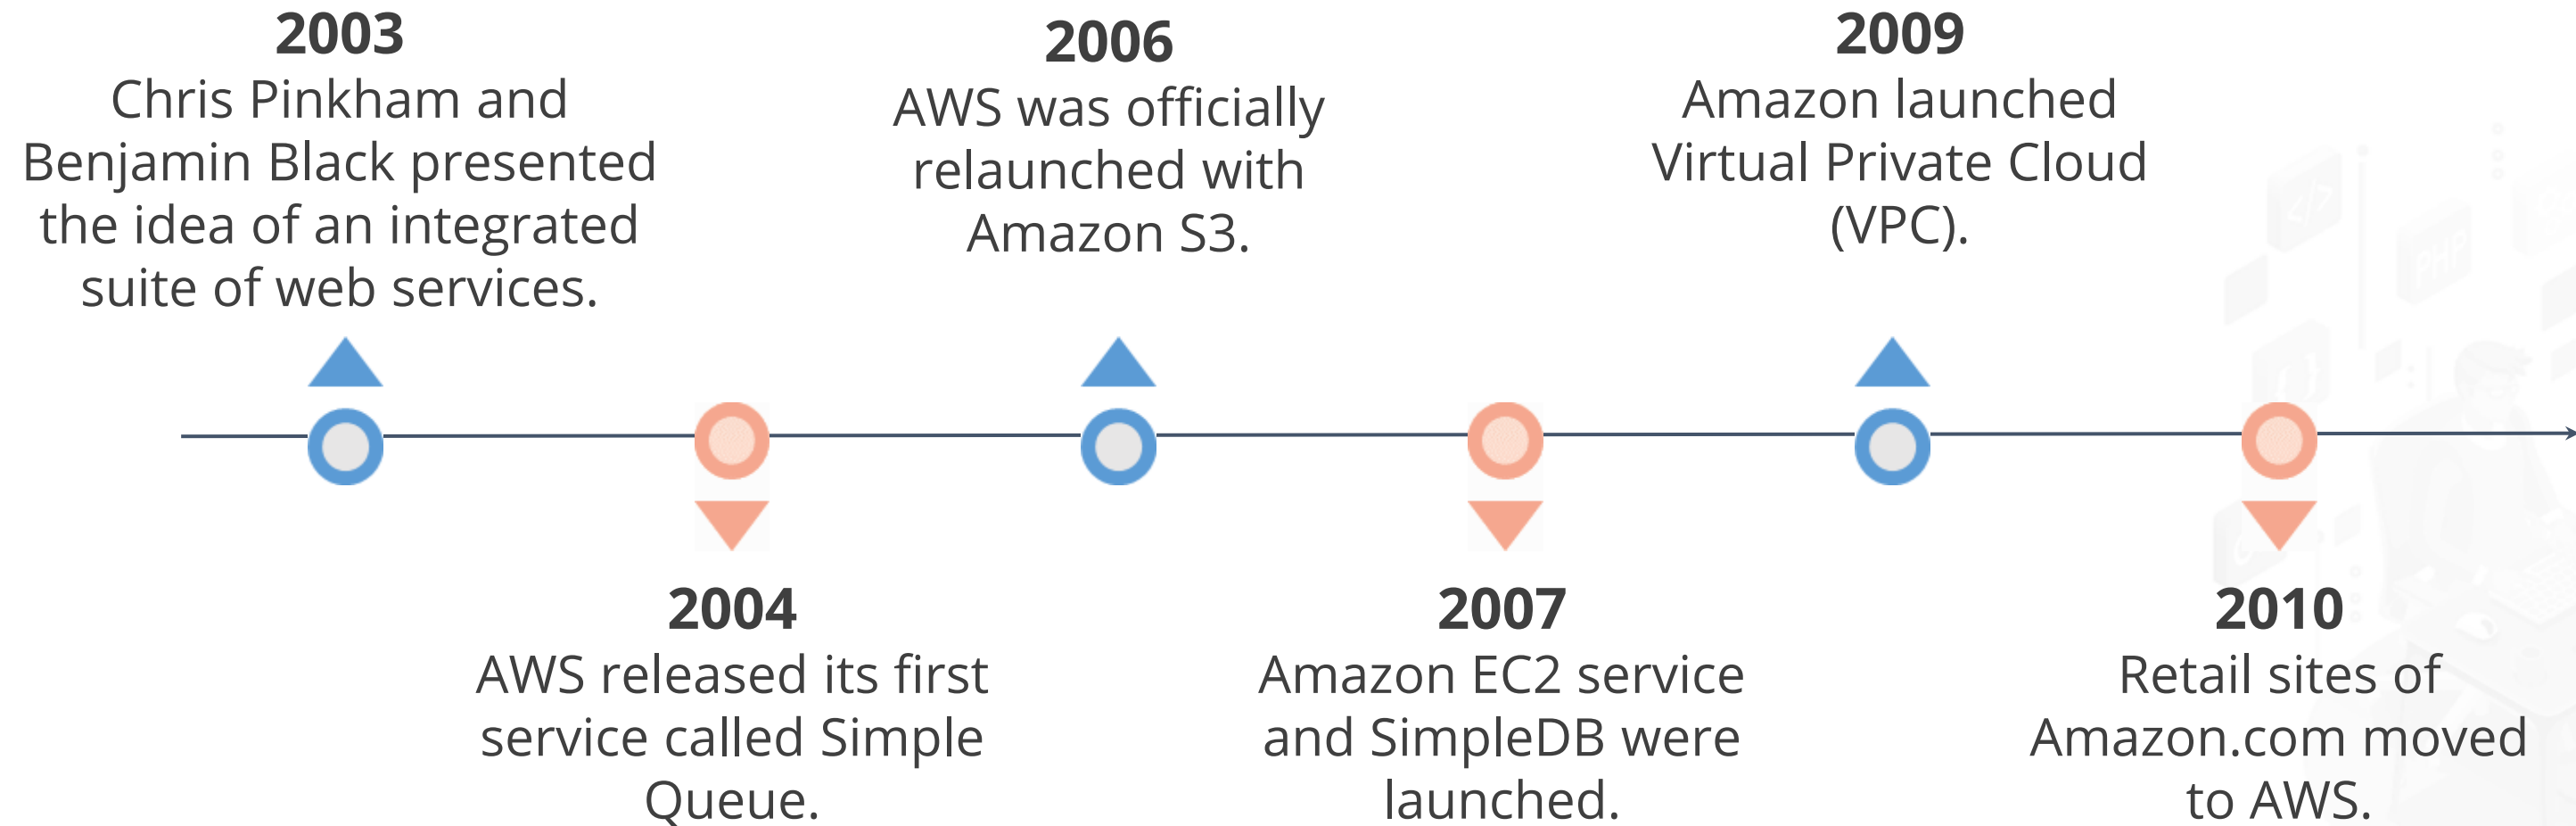 2003
Chris Pinkham and
Benjamin Black presented
the idea of an integrated
suite of web services.
2004
AWS released its first
service called Simple
Queue.
2006
AWS was officially
relaunched with
Amazon S3.
2007
Amazon EC2 service
and SimpleDB were
launched.
2009
Amazon launched
Virtual Private Cloud
(VPC).
2010
Retail sites of
Amazon.com moved
to AWS.
</>
PHP
{ }